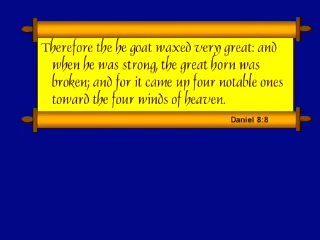 Therefore the he goat waxed very great: and
when he was strong, the great horn was
broken; and for it came up four notable ones
toward the four winds of heaven.
Daniel 8:8